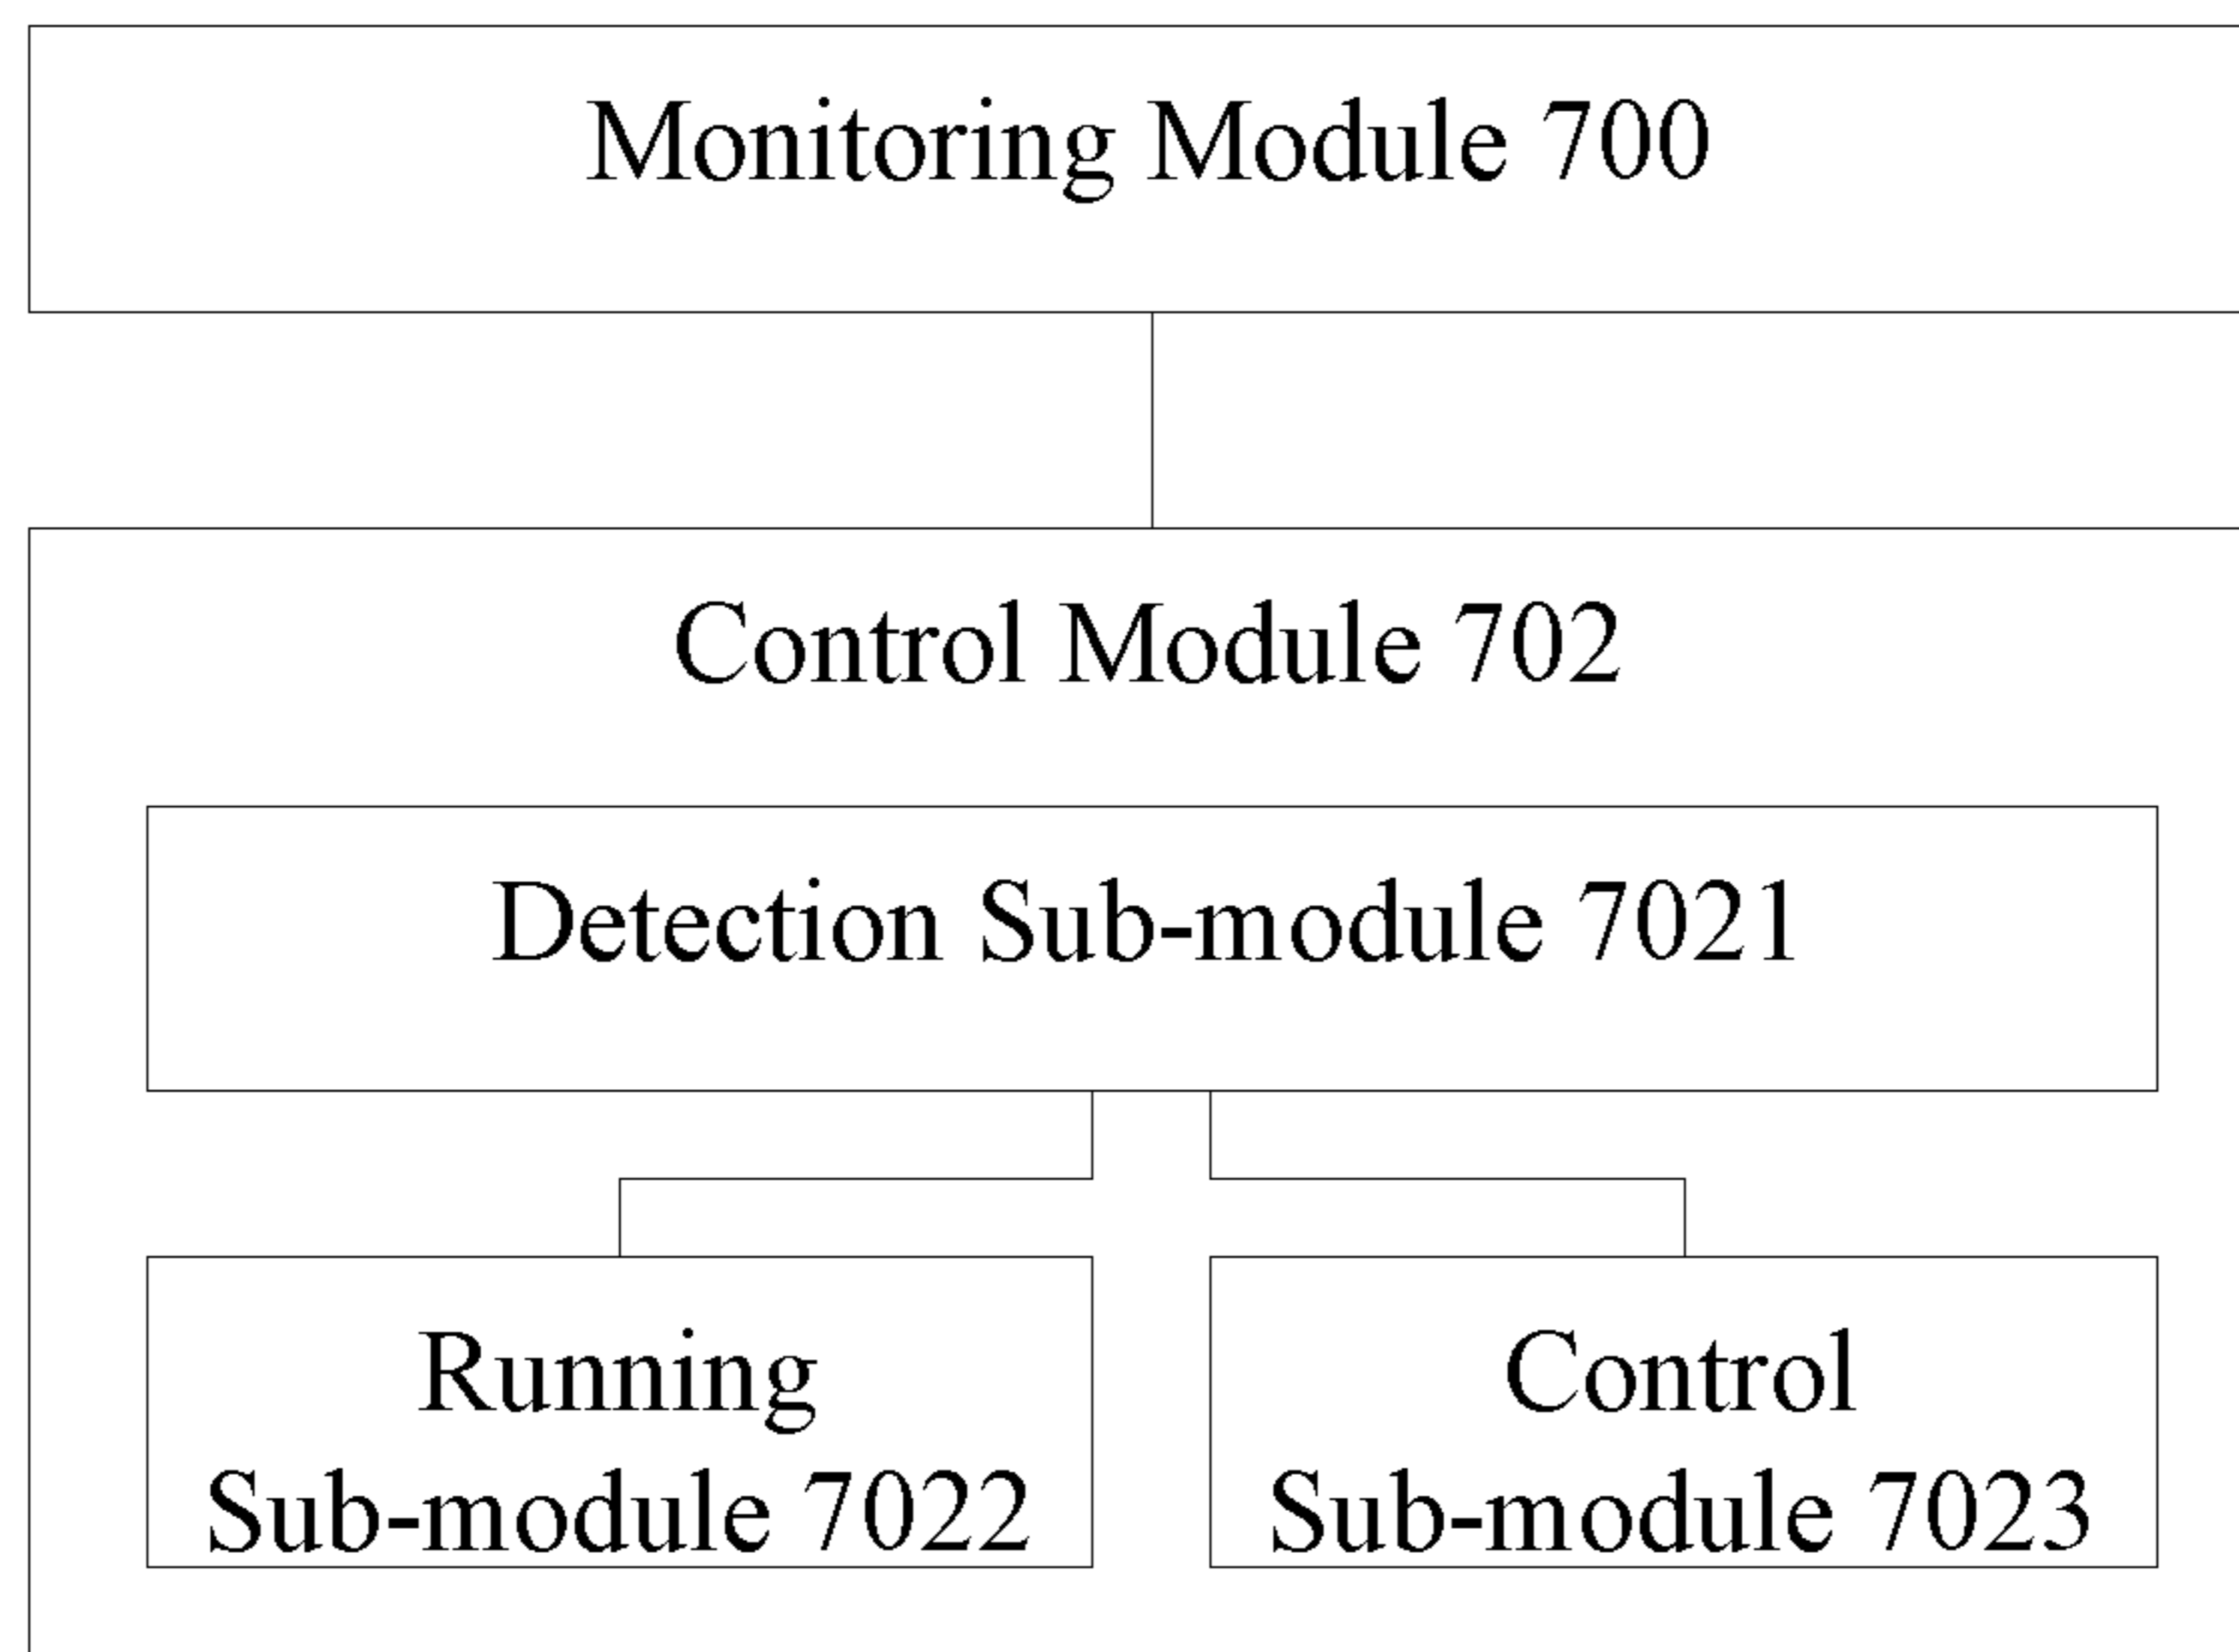 Monitoring Module 700
Control Module 702
Detection Sub-module 7021
Running
Sub-module 7022
Control
Sub-module 7023